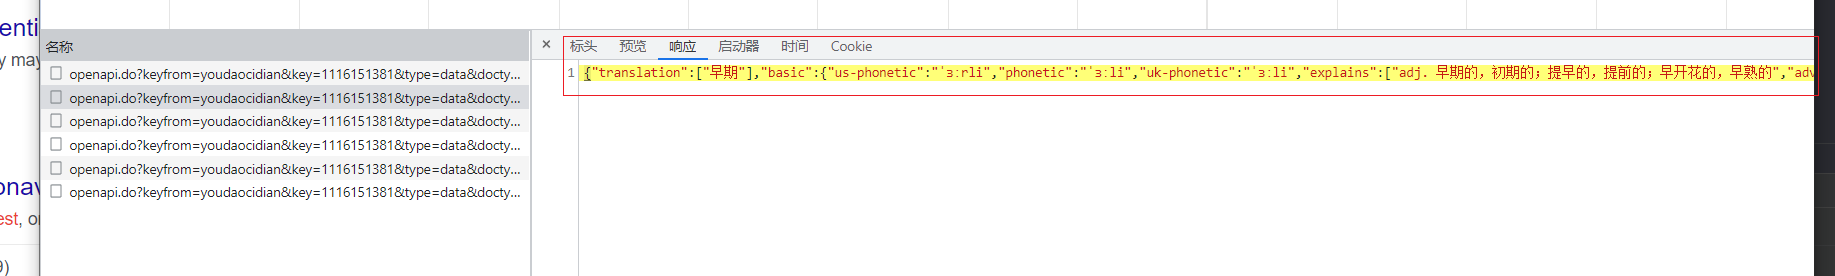 enti
y may
onav
est, or
9)
名称
openapi.do?keyfrom=youdaocidian&key=1116151381&type=data&docty...
openapi.do?keyfrom=youdaocidian&key=1116151381&type=data&docty...
openapi.do?keyfrom=youdaocidian&key=1116151381&type=data&docty...
openapi.do?keyfrom=youdaocidian&key=1116151381&type=data&docty...
openapi.do?keyfrom=youdaocidian&key=1116151381&type=data&docty...
openapi.do?keyfrom=youdaocidian&key=1116151381&type=data&docty...
× 标头 预览 响应 启动器 时间 Cookie
1 {"translation":["早期"],"basic":{"us-phonetic":"ˈɜːrli","phonetic":"ˈɜːli","uk-phonetic":"ˈɜːli","explains":["adj. 早期的，初期的；提早的，提前的；早开花的，早熟的","adv